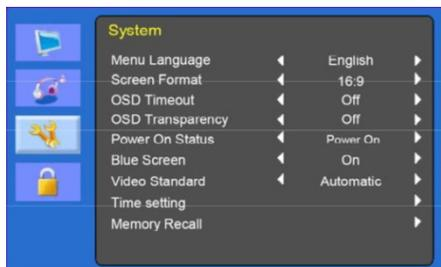 System
Menu Language English
Screen Format 16:9
OSD Timeout Off
OSD Transparency Off
Power On Status Power On
Blue Screen On
Video Standard Automatic
Time setting
Memory Recall